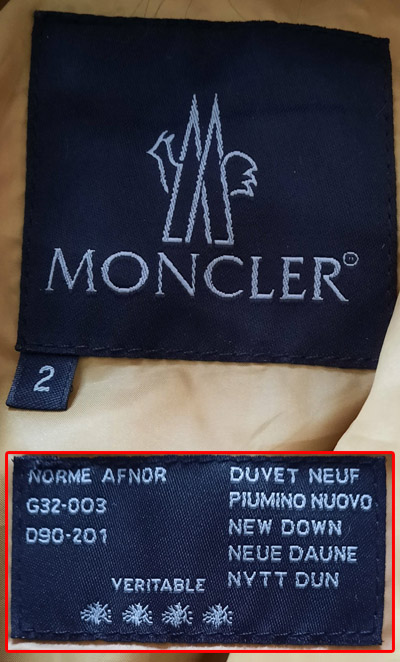 MONCLER
2
NORME AFNOR
G32-003
D90-201
DUVET NEUF
PIUMINO NUOVO
NEW DOWN
NEUE DAUNE
NYTT DUN
VERITABLE